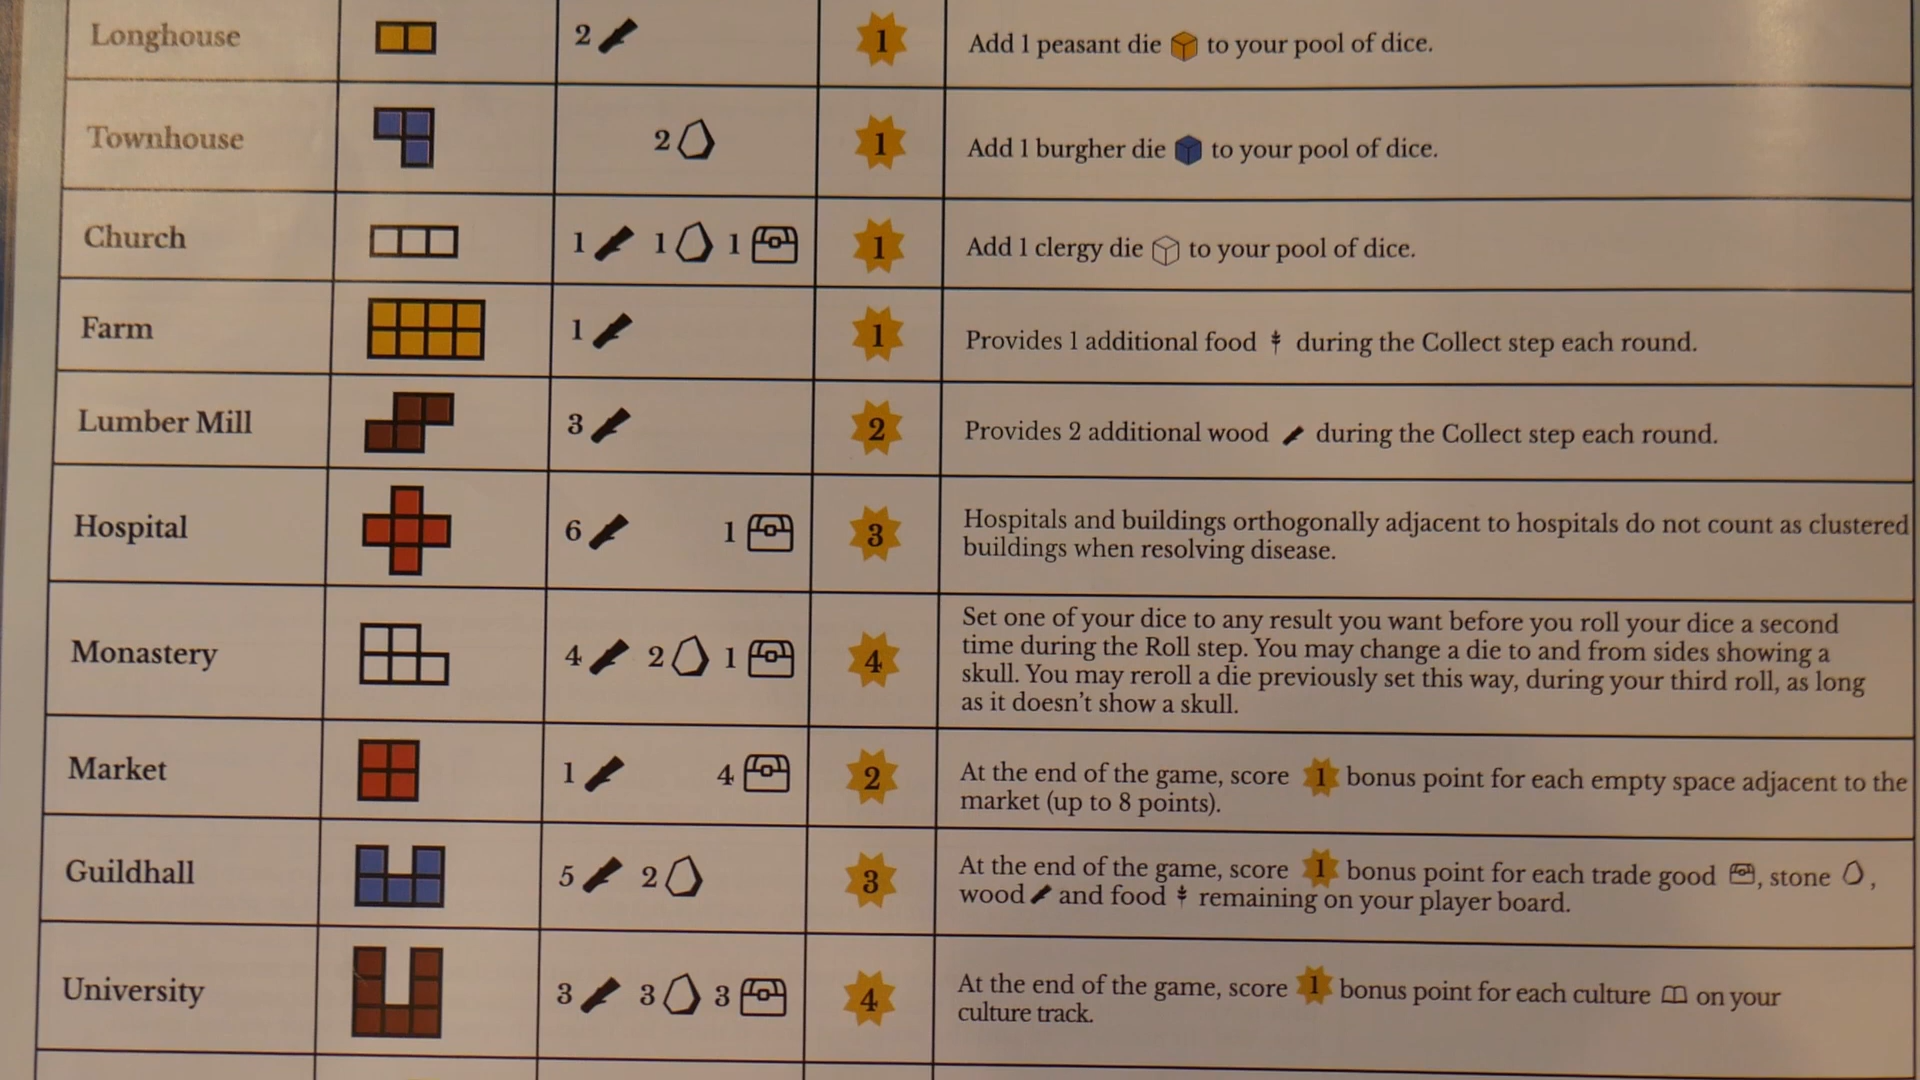 Longhouse 2 1 Add 1 peasant die to your pool of dice.
Townhouse 2 1 Add 1 burgher die to your pool of dice.
Church 1 1 1 1 Add 1 clergy die to your pool of dice.
Farm 1 1 Provides 1 additional food during the Collect step each round.
Lumber Mill 3 2 Provides 2 additional wood during the Collect step each round.
Hospital 6 1 3 Hospitals and buildings orthogonally adjacent to hospitals do not count as clustered
buildings when resolving disease.
Monastery 4 2 1 4 Set one of your dice to any result you want before you roll your dice a second
time during the Roll step. You may change a die to and from sides showing a
skull. You may reroll a die previously set this way, during your third roll, as long
as it doesn't show a skull.
Market 1 4 2 At the end of the game, score 1 bonus point for each empty space adjacent to the
market (up to 8 points).
Guildhall 5 2 3 At the end of the game, score 1 bonus point for each trade good , stone ,
wood and food remaining on your player board.
University 3 3 3 4 At the end of the game, score 1 bonus point for each culture on your
culture track.